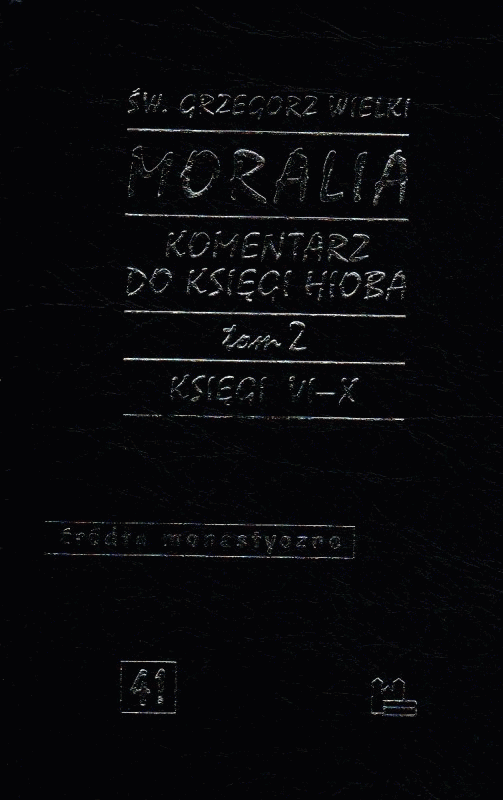 ŚW. GRZEGORZ WIELKI
MORALIA
KOMENTARZ
DO KSIĘGI HIOBA
tom 2
KSIĘGI VI–X
źródła monastyczne
41